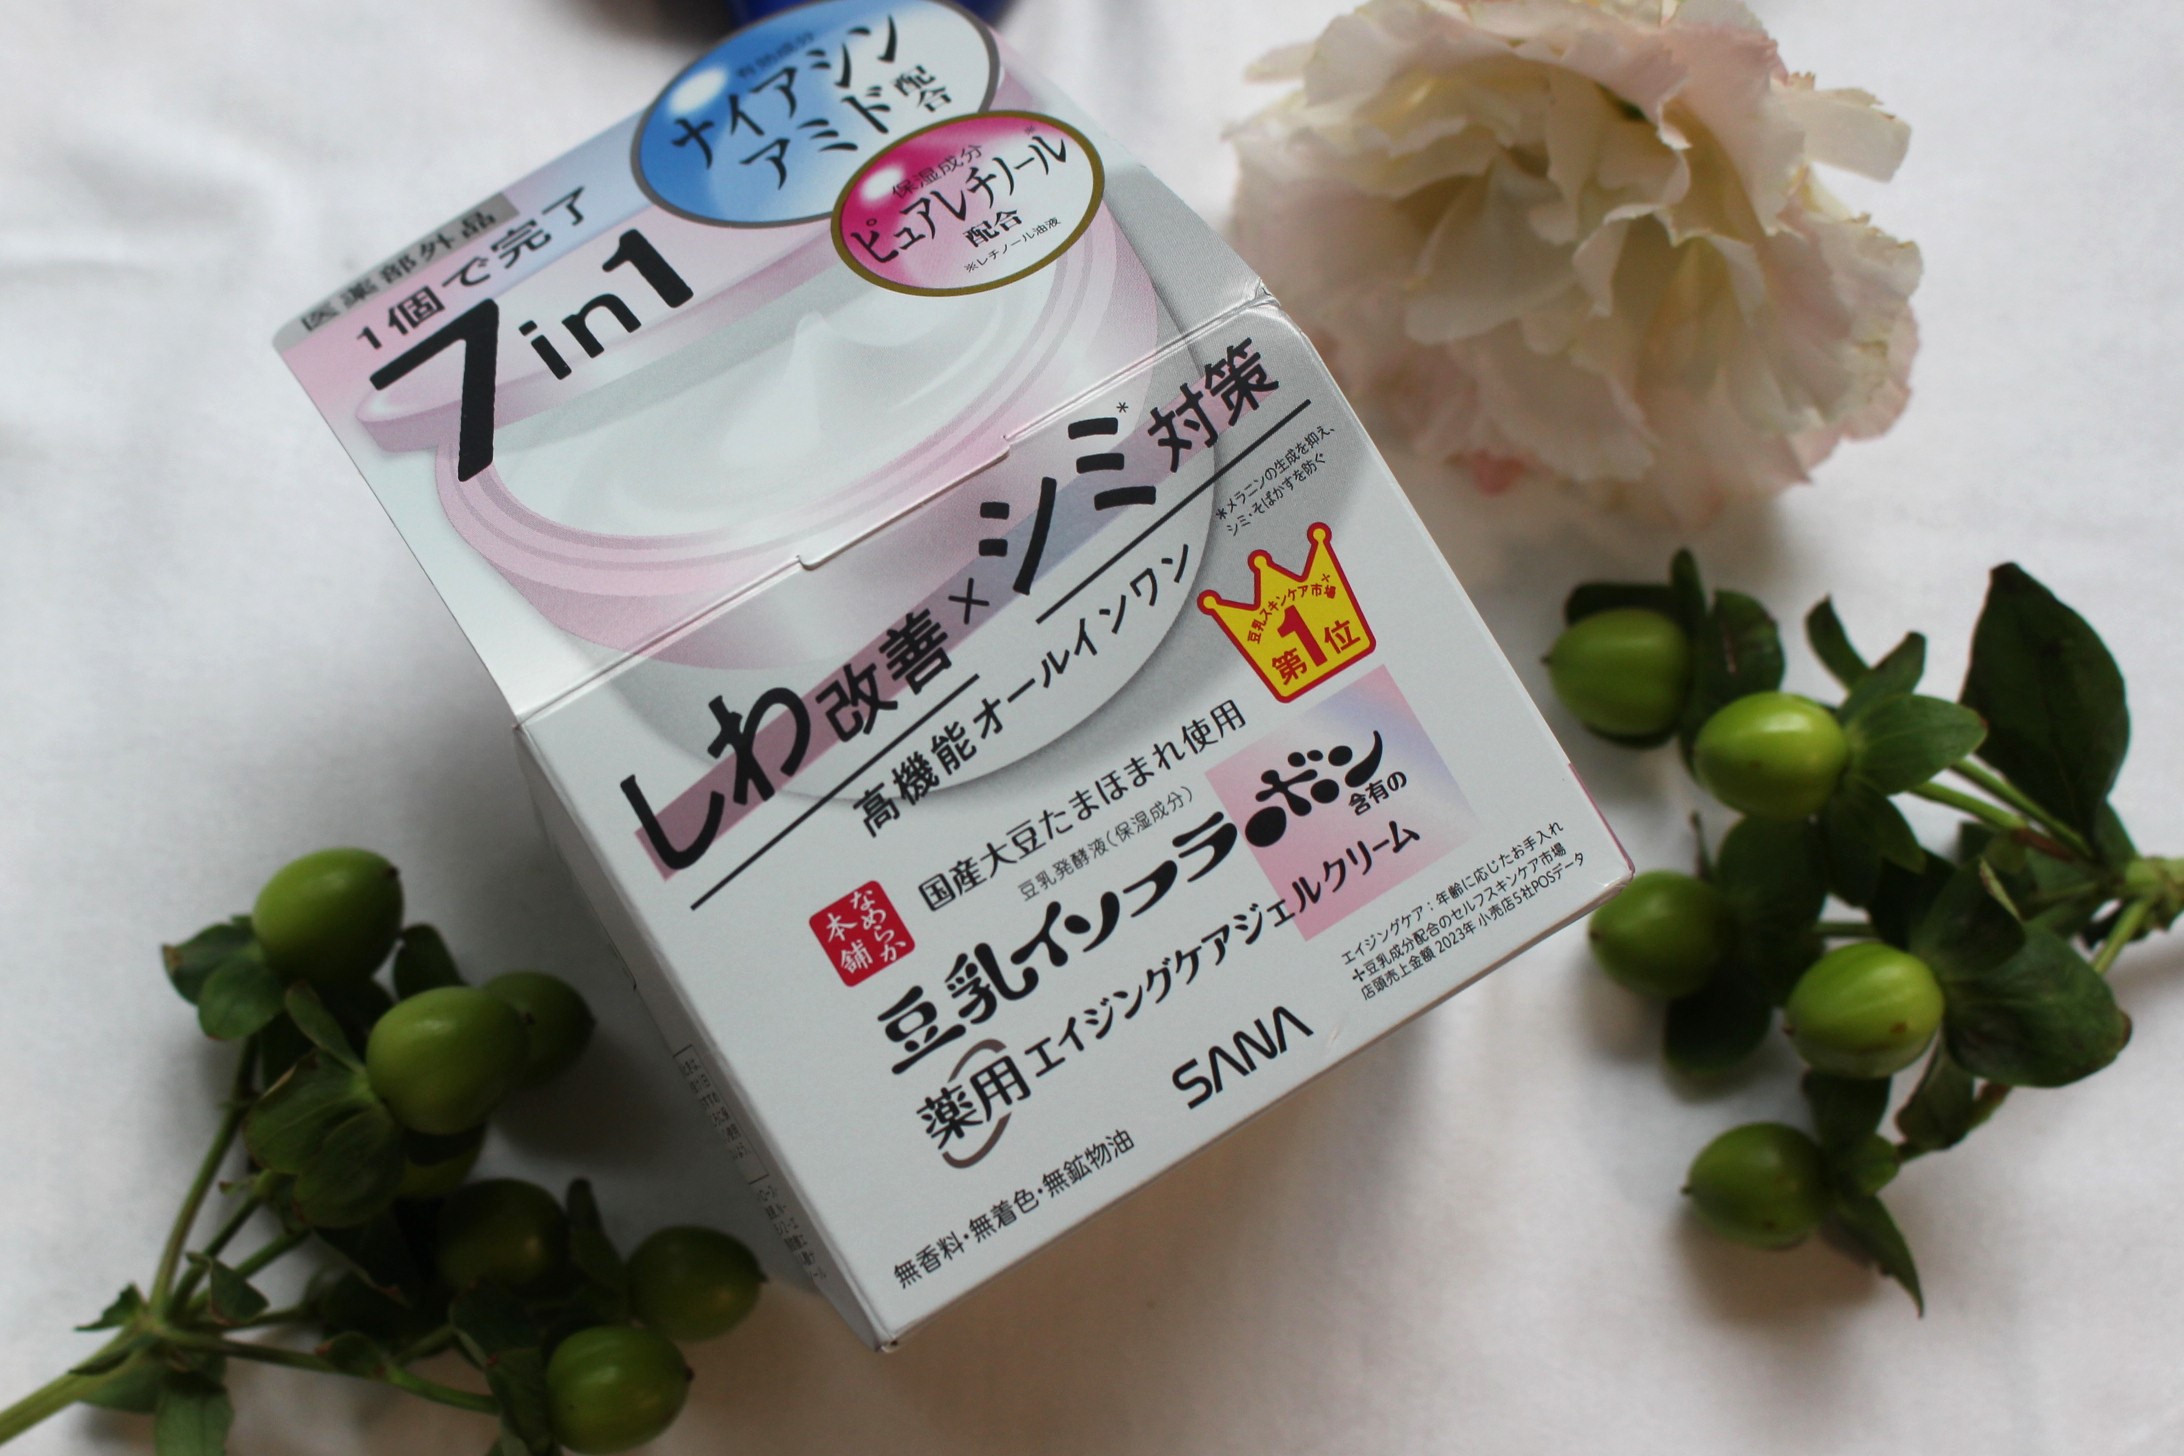 医薬部外品
1個で完了
7in1
有効成分
ナイアシン
アミド配合
保湿成分
ピュアレチノール※
配合
※レチノール油液
しわ改善×シミ*対策
*メラニンの生成を抑え、
シミ・そばかすを防ぐ
高機能オールインワン
豆乳スキンケア市場+
第1位
国産大豆たまほまれ使用
豆乳発酵液(保湿成分)
なめらか
本舗
豆乳イソフラボン含有の
薬用エイジングケアジェルクリーム
エイジングケア:年齢に応じたお手入れ
+豆乳成分配合のセルフスキンケア市場
店頭売上金額 2023年 小売店5社POSデータ
SANA
無香料・無着色・無鉱物油